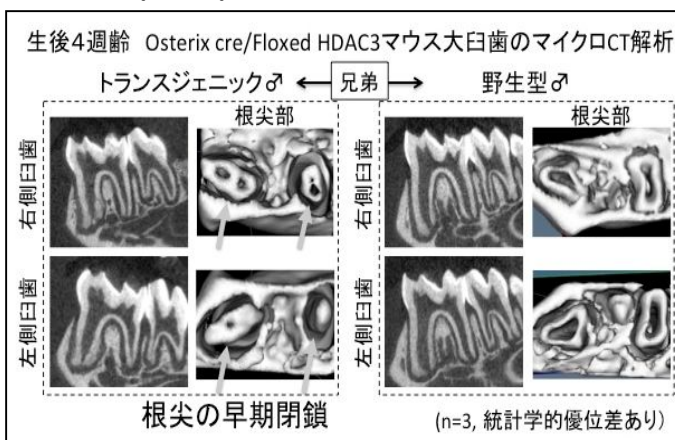 生後4週齢 Osterix cre/Floxed HDAC3マウス大臼歯のマイクロCT解析
トランスジェニック♂ 兄弟 野生型♂
根尖部 根尖部
右側臼歯 右側臼歯
左側臼歯 左側臼歯
根尖の早期閉鎖
(n=3, 統計学的優位差あり)